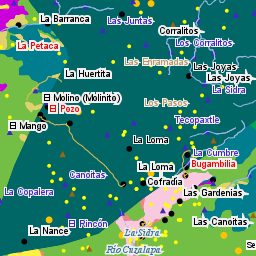 La Barranca
Las Juntas
Corralitos
Los Corralitos
La Petaca
Las Enramadas
Las Joyas
La Huertita
Las Joyas
La Sidra
El Molino (Molinito)
Los Pasos
El Pozo
Tecopaxtle
El Mango
La Loma
La Cumbre
La Loma
Bugambilia
Canoitas
Cofradía
La Copalera
Las Gardenias
El Rincón
Las Canoitas
La Nance
La Sidra
Río Cuzalapa
Se